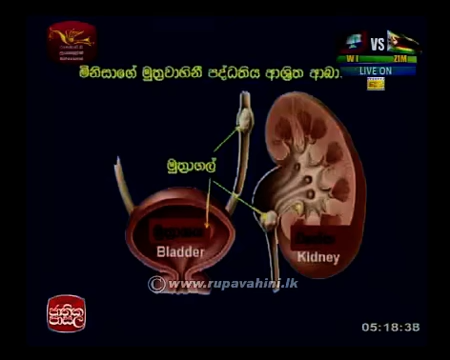 VS
WI ZIM
LIVE ON
මිනිසාගේ මුත්‍රවාහිනී පද්ධතිය ආශ්‍රිත ආබා
මුත්‍රාගල්
Bladder
Kidney
© www.rupavahini.lk
ජාතික
පාසල
05:18:38